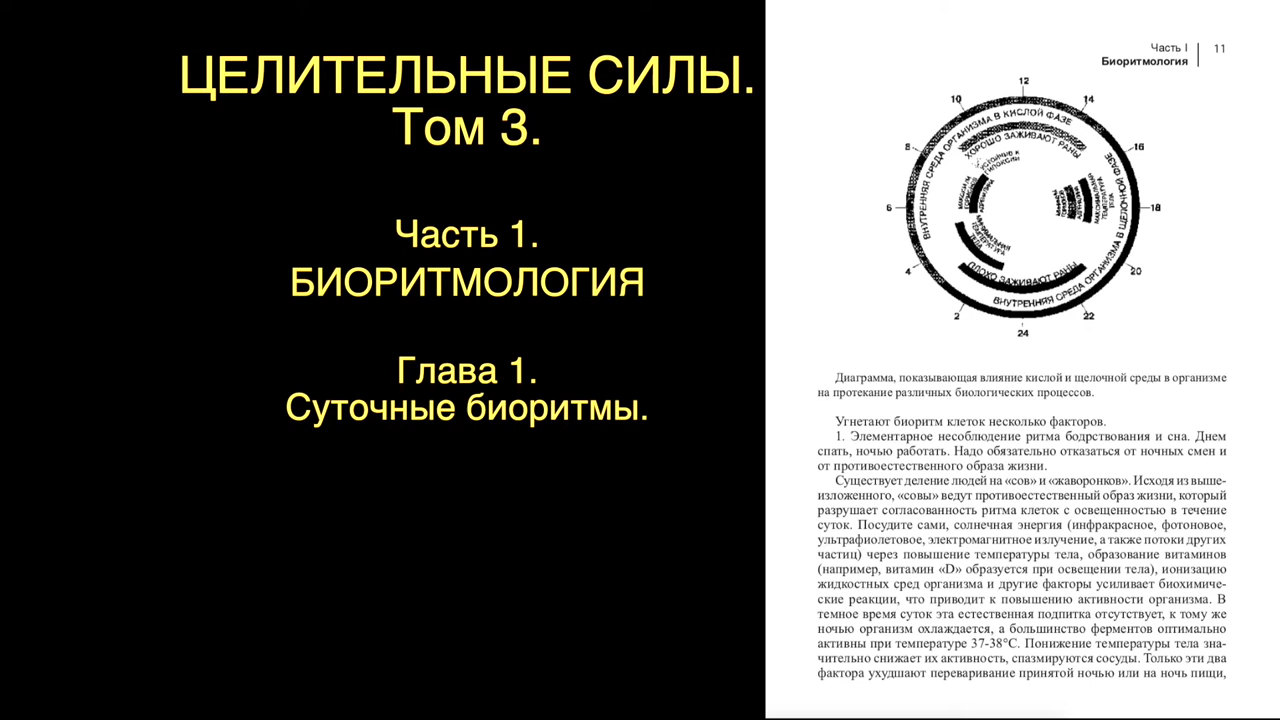 ЦЕЛИТЕЛЬНЫЕ СИЛЫ.
Том 3.
Часть 1.
БИОРИТМОЛОГИЯ
Глава 1.
Суточные биоритмы.
Часть I
11
Биоритмология
12
10
14
8
16
6
18
4
20
2
22
24
ВНУТРЕННЯЯ СРЕДА ОРГАНИЗМА В КИСЛОЙ ФАЗЕ
ХОРОШО ЗАЖИВАЮТ РАНЫ
МИНИМАЛЬНАЯ
ТЕМПЕРАТУРА
ТЕЛА
ПЛОХО ЗАЖИВАЮТ РАНЫ
ВНУТРЕННЯЯ СРЕДА ОРГАНИЗМА В ЩЕЛОЧНОЙ ФАЗЕ
Диаграмма, показывающая влияние кислой и щелочной среды в организме
на протекание различных биологических процессов.
Угнетают биоритм клеток несколько факторов.
1. Элементарное несоблюдение ритма бодрствования и сна. Днем
спать, ночью работать. Надо обязательно отказаться от ночных смен и
от противоестественного образа жизни.
Существует деление людей на «сов» и «жаворонков». Исходя из выше-
изложенного, «совы» ведут противоестественный образ жизни, который
разрушает согласованность ритма клеток с освещенностью в течение
суток. Посудите сами, солнечная энергия (инфракрасное, фотоновое,
ультрафиолетовое, электромагнитное излучение, а также потоки других
частиц) через повышение температуры тела, образование витаминов
(например, витамин «D» образуется при освещении тела), ионизацию
жидкостных сред организма и другие факторы усиливает биохимиче-
ские реакции, что приводит к повышению активности организма. В
темное время суток эта естественная подпитка отсутствует, к тому же
ночью организм охлаждается, а большинство ферментов оптимально
активны при температуре 37-38°С. Понижение температуры тела зна-
чительно снижает их активность, спазмируются сосуды. Только эти два
фактора ухудшают переваривание принятой ночью или на ночь пищи,